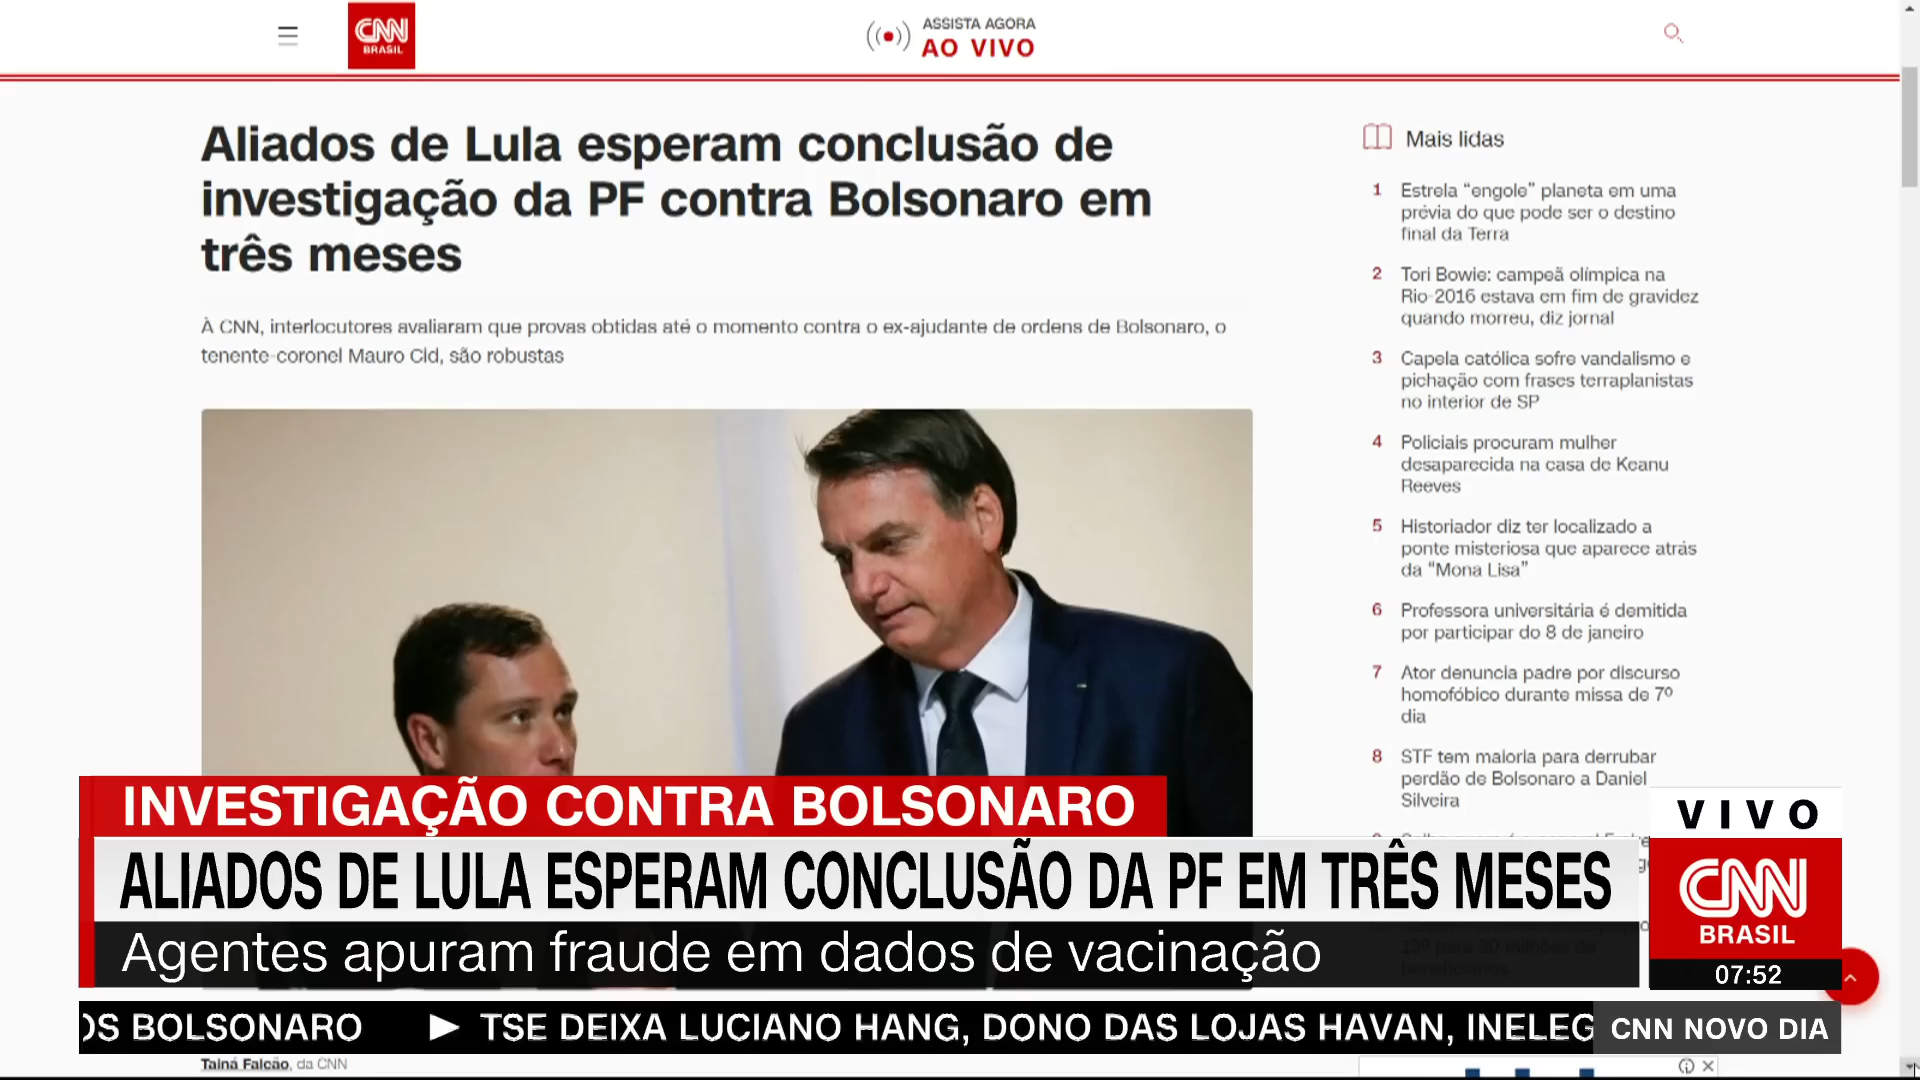 CNN
BRASIL
ASSISTA AGORA
AO VIVO
Aliados de Lula esperam conclusão de
investigação da PF contra Bolsonaro em
três meses
À CNN, interlocutores avaliaram que provas obtidas até o momento contra o ex-ajudante de ordens de Bolsonaro, o
tenente-coronel Mauro Cid, são robustas
Mais lidas
1 Estrela “engole” planeta em uma
prévia do que pode ser o destino
final da Terra
2 Tori Bowie: campeã olímpica na
Rio-2016 estava em fim de gravidez
quando morreu, diz jornal
3 Capela católica sofre vandalismo e
pichação com frases terraplanistas
no interior de SP
4 Policiais procuram mulher
desaparecida na casa de Keanu
Reeves
5 Historiador diz ter localizado a
ponte misteriosa que aparece atrás
da “Mona Lisa”
6 Professora universitária é demitida
por participar do 8 de janeiro
7 Ator denuncia padre por discurso
homofóbico durante missa de 7º
dia
8 STF tem maioria para derrubar
perdão de Bolsonaro a Daniel
Silveira
INVESTIGAÇÃO CONTRA BOLSONARO
ALIADOS DE LULA ESPERAM CONCLUSÃO DA PF EM TRÊS MESES
Agentes apuram fraude em dados de vacinação
VIVO
CNN
BRASIL
07:52
OS BOLSONARO ▶ TSE DEIXA LUCIANO HANG, DONO DAS LOJAS HAVAN, INELEG
CNN NOVO DIA
Tainá Falcão, da CNN